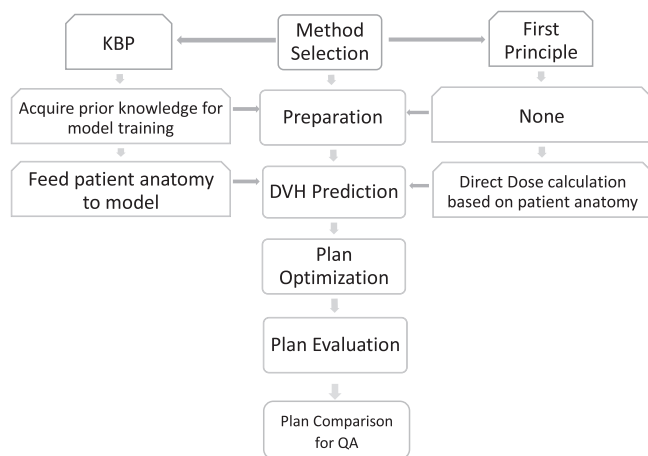 KBP
Method
Selection
First
Principle
Acquire prior knowledge for
model training
Preparation
None
Feed patient anatomy
to model
DVH Prediction
Direct Dose calculation
based on patient anatomy
Plan
Optimization
Plan Evaluation
Plan Comparison
for QA